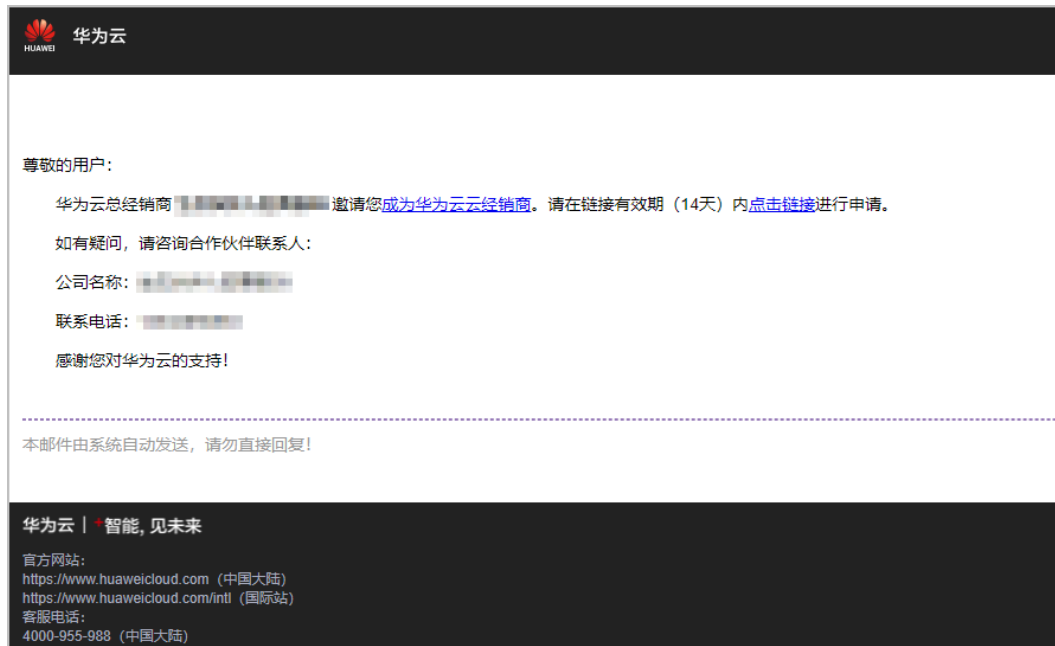 HUAWEI
华为云
尊敬的用户：
华为云总经销商 邀请您成为华为云云经销商。请在链接有效期（14天）内点击链接进行申请。
如有疑问，请咨询合作伙伴联系人：
公司名称：
联系电话：
感谢您对华为云的支持！
本邮件由系统自动发送，请勿直接回复！
华为云 | +智能, 见未来
官方网站：
https://www.huaweicloud.com（中国大陆）
https://www.huaweicloud.com/intl（国际站）
客服电话：
4000-955-988（中国大陆）